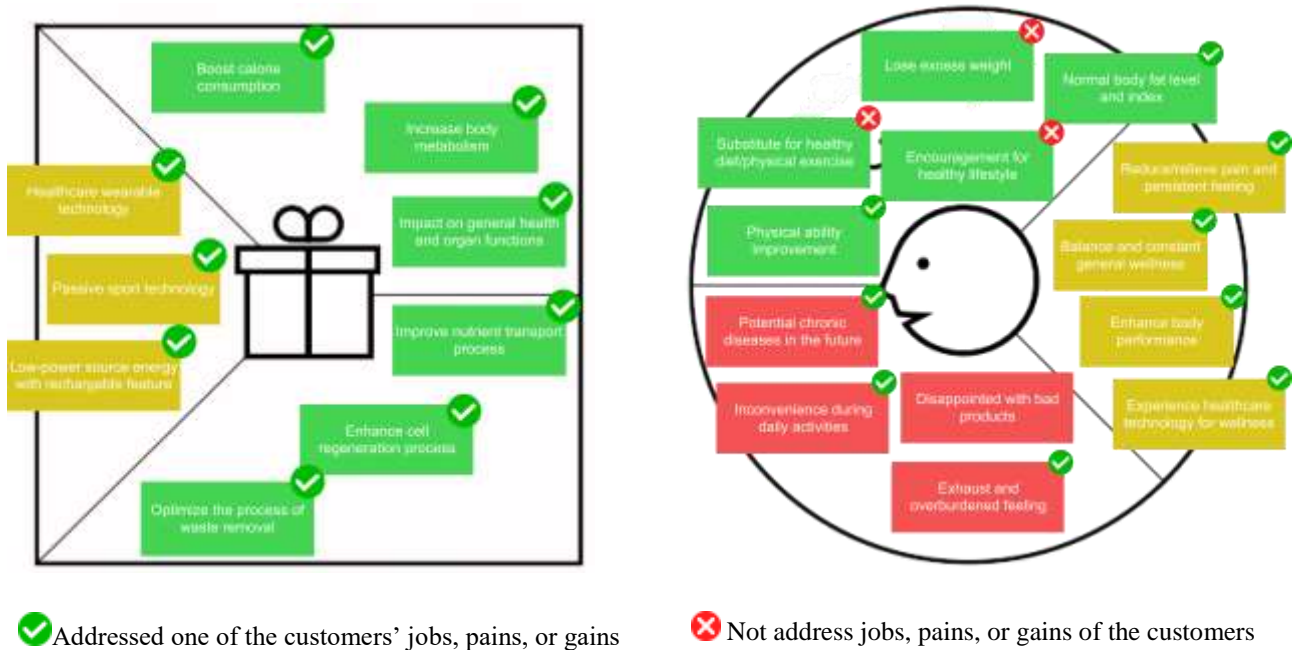 Boost calorie
consumption
Increase body
metabolism
Healthcare wearable
technology
Impact on general health
and organ functions
Passive sport technology
Improve nutrient transport
process
Low-power source energy
with rechargable feature
Enhance cell
regeneration process
Optimize the process of
waste removal
Lose excess weight
Normal body fat level
and index
Substitute for healthy
diet/physical exercise
Encouragement for
healthy lifestyle
Reduce/relieve pain and
persistent feeling
Physical ability
improvement
Balance and constant
general wellness
Potential chronic
diseases in the future
Enhance body
performance
Inconvenience during
daily activities
Disappointed with bad
products
Experience healthcare
technology for wellness
Exhaust and
overburdened feeling
Addressed one of the customers’ jobs, pains, or gains
Not address jobs, pains, or gains of the customers